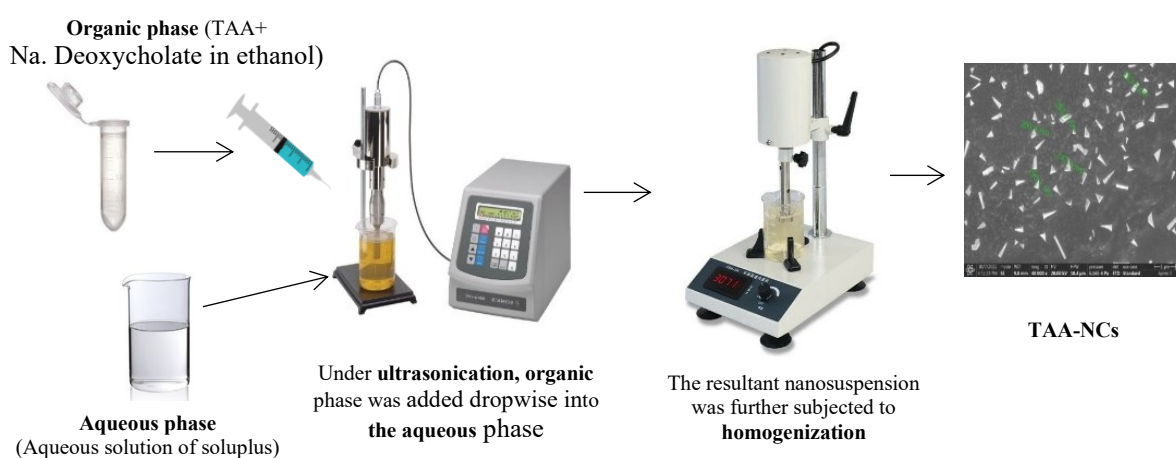 Organic phase (TAA+
Na. Deoxycholate in ethanol)
Aqueous phase
(Aqueous solution of soluplus)
Under ultrasonication, organic
phase was added dropwise into
the aqueous phase
3071
The resultant nanosuspension
was further subjected to
homogenization
TAA-NCs